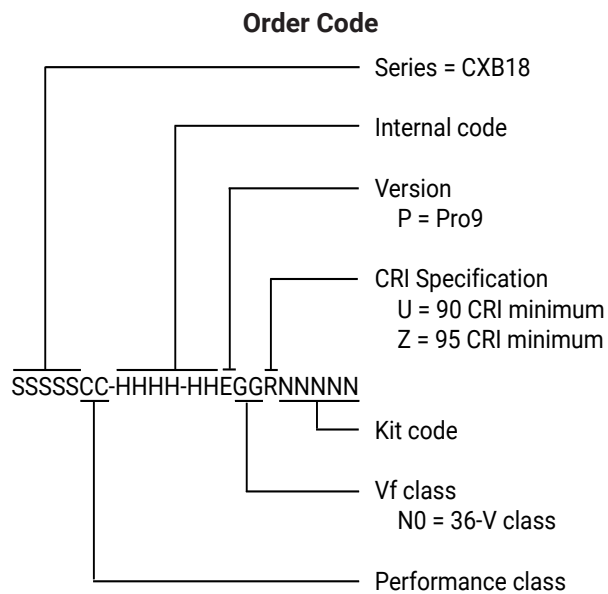 Order Code
Series = CXB18
Internal code
Version
P = Pro9
CRI Specification
U = 90 CRI minimum
Z = 95 CRI minimum
SSSSSCC-HHHH-HHEGGRNNNNN
Kit code
Vf class
N0 = 36-V class
Performance class